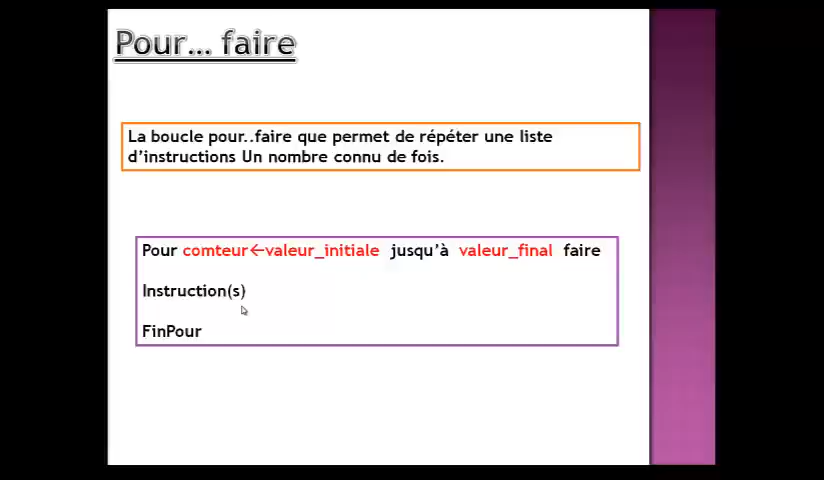 Pour... faire
La boucle pour..faire que permet de répéter une liste
d’instructions Un nombre connu de fois.
Pour comteur←valeur_initiale jusqu’à valeur_final faire
Instruction(s)
FinPour